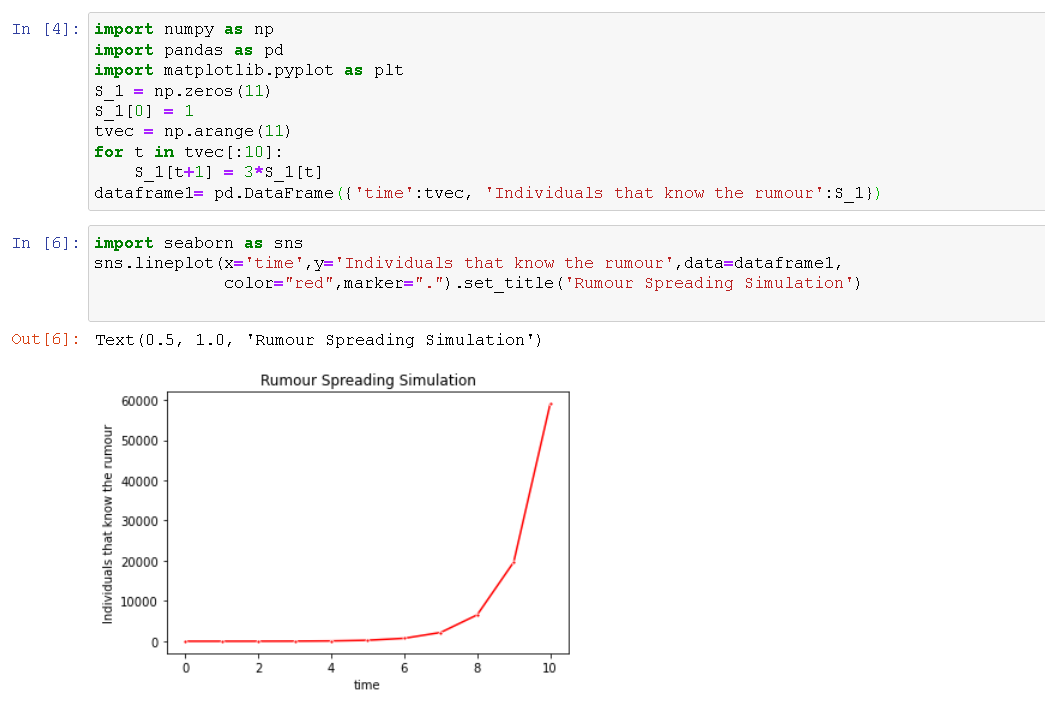 In [4]: import numpy as np
import pandas as pd
import matplotlib.pyplot as plt
S_1 = np.zeros(11)
S_1[0] = 1
tvec = np.arange(11)
for t in tvec[:10]:
    S_1[t+1] = 3*S_1[t]
dataframe1= pd.DataFrame({'time':tvec, 'Individuals that know the rumour':S_1})
In [6]: import seaborn as sns
sns.lineplot(x='time',y='Individuals that know the rumour',data=dataframe1,
             color="red",marker=".").set_title('Rumour Spreading Simulation')
Out[6]: Text(0.5, 1.0, 'Rumour Spreading Simulation')
Rumour Spreading Simulation
Individuals that know the rumour
60000
50000
40000
30000
20000
10000
0
0 2 4 6 8 10
time